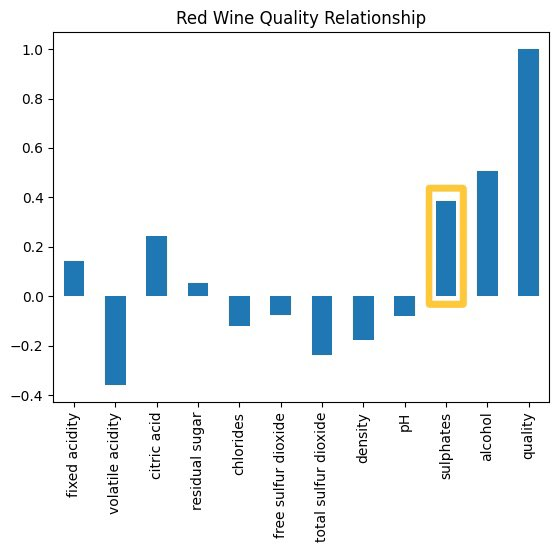 Red Wine Quality Relationship
1.0
0.8
0.6
0.4
0.2
0.0
−0.2
−0.4
fixed acidity
volatile acidity
citric acid
residual sugar
chlorides
free sulfur dioxide
total sulfur dioxide
density
pH
sulphates
alcohol
quality